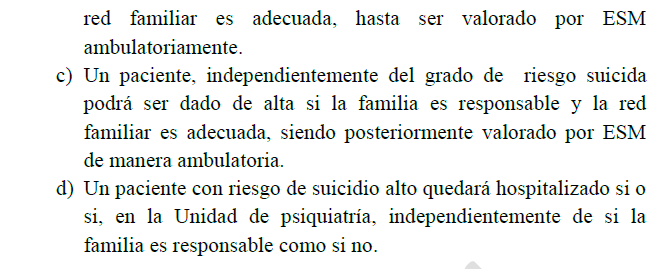 red familiar es adecuada, hasta ser valorado por ESM
ambulatoriamente.
c) Un paciente, independientemente del grado de riesgo suicida
podrá ser dado de alta si la familia es responsable y la red
familiar es adecuada, siendo posteriormente valorado por ESM
de manera ambulatoria.
d) Un paciente con riesgo de suicidio alto quedará hospitalizado si o
si, en la Unidad de psiquiatría, independientemente de si la
familia es responsable como si no.